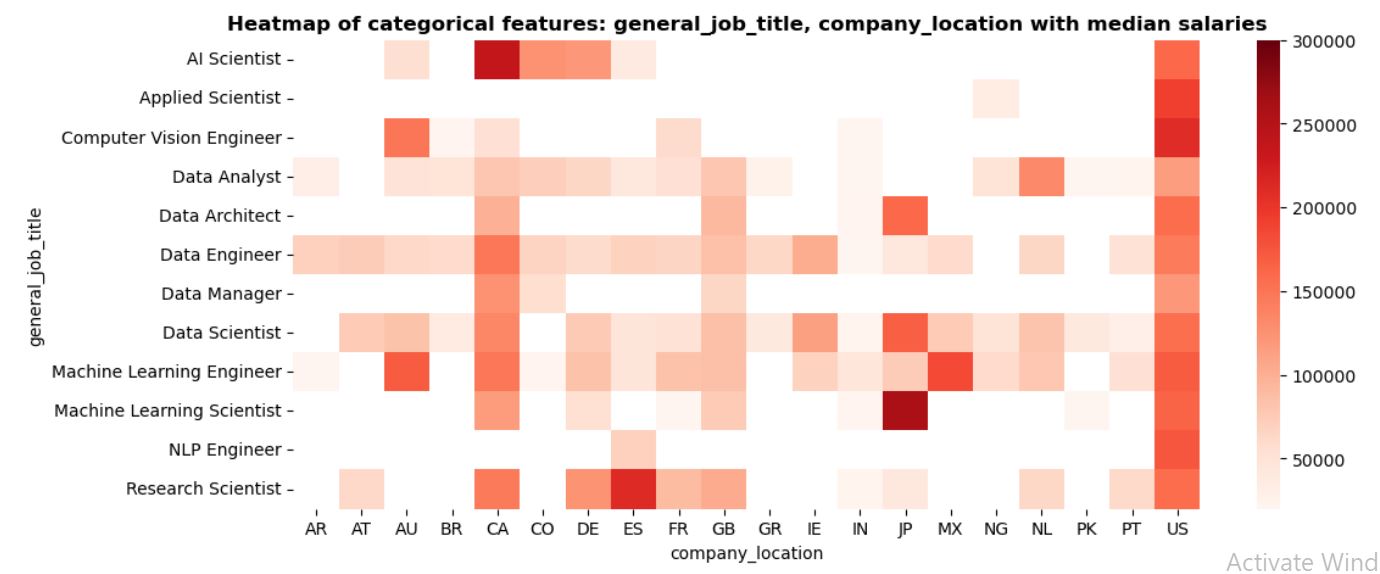 Heatmap of categorical features: general_job_title, company_location with median salaries
general_job_title
AI Scientist
Applied Scientist
Computer Vision Engineer
Data Analyst
Data Architect
Data Engineer
Data Manager
Data Scientist
Machine Learning Engineer
Machine Learning Scientist
NLP Engineer
Research Scientist
AR AT AU BR CA CO DE ES FR GB GR IE IN JP MX NG NL PK PT US
company_location
300000
250000
200000
150000
100000
50000
Activate Wind